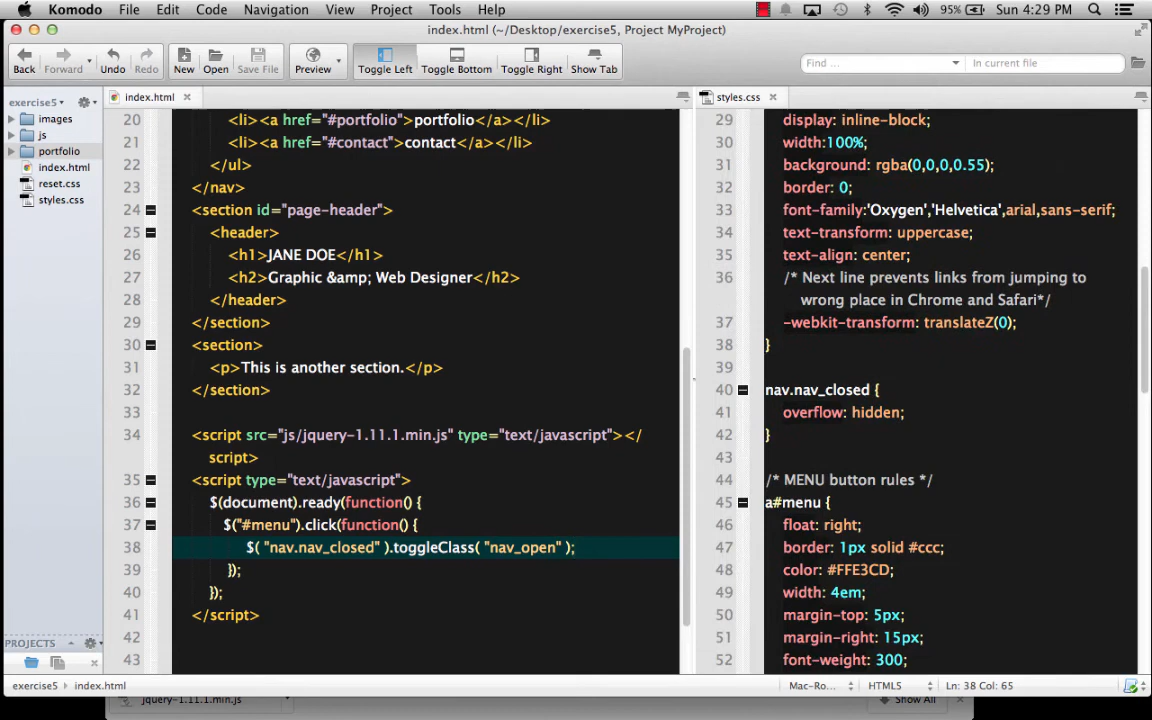 Komodo File Edit Code Navigation View Project Tools Help 95% Sun 4:29 PM
index.html (~/Desktop/exercise5, Project MyProject)
Back Forward Undo Redo New Open Save File Preview Toggle Left Toggle Bottom Toggle Right Show Tab Find ... In current file
exercise5
images
js
portfolio
index.html
reset.css
styles.css
PROJECTS
index.html
20 <li><a href="#portfolio">portfolio</a></li>
21 <li><a href="#contact">contact</a></li>
22 </ul>
23 </nav>
24 <section id="page-header">
25 <header>
26 <h1>JANE DOE</h1>
27 <h2>Graphic &amp; Web Designer</h2>
28 </header>
29 </section>
30 <section>
31 <p>This is another section.</p>
32 </section>
33
34 <script src="js/jquery-1.11.1.min.js" type="text/javascript"></
script>
35 <script type="text/javascript">
36 $(document).ready(function() {
37 $("#menu").click(function() {
38 $( "nav.nav_closed" ).toggleClass( "nav_open" );
39 });
40 });
41 </script>
42
43
styles.css
29 display: inline-block;
30 width:100%;
31 background: rgba(0,0,0,0.55);
32 border: 0;
33 font-family:'Oxygen','Helvetica',arial,sans-serif;
34 text-transform: uppercase;
35 text-align: center;
36 /* Next line prevents links from jumping to
wrong place in Chrome and Safari*/
37 -webkit-transform: translateZ(0);
38 }
39
40 nav.nav_closed {
41 overflow: hidden;
42 }
43
44 /* MENU button rules */
45 a#menu {
46 float: right;
47 border: 1px solid #ccc;
48 color: #FFE3CD;
49 width: 4em;
50 margin-top: 5px;
51 margin-right: 15px;
52 font-weight: 300;
exercise5 index.html Mac-Ro... HTML5 Ln: 38 Col: 65
jquery-1.11.1.min.js Show All